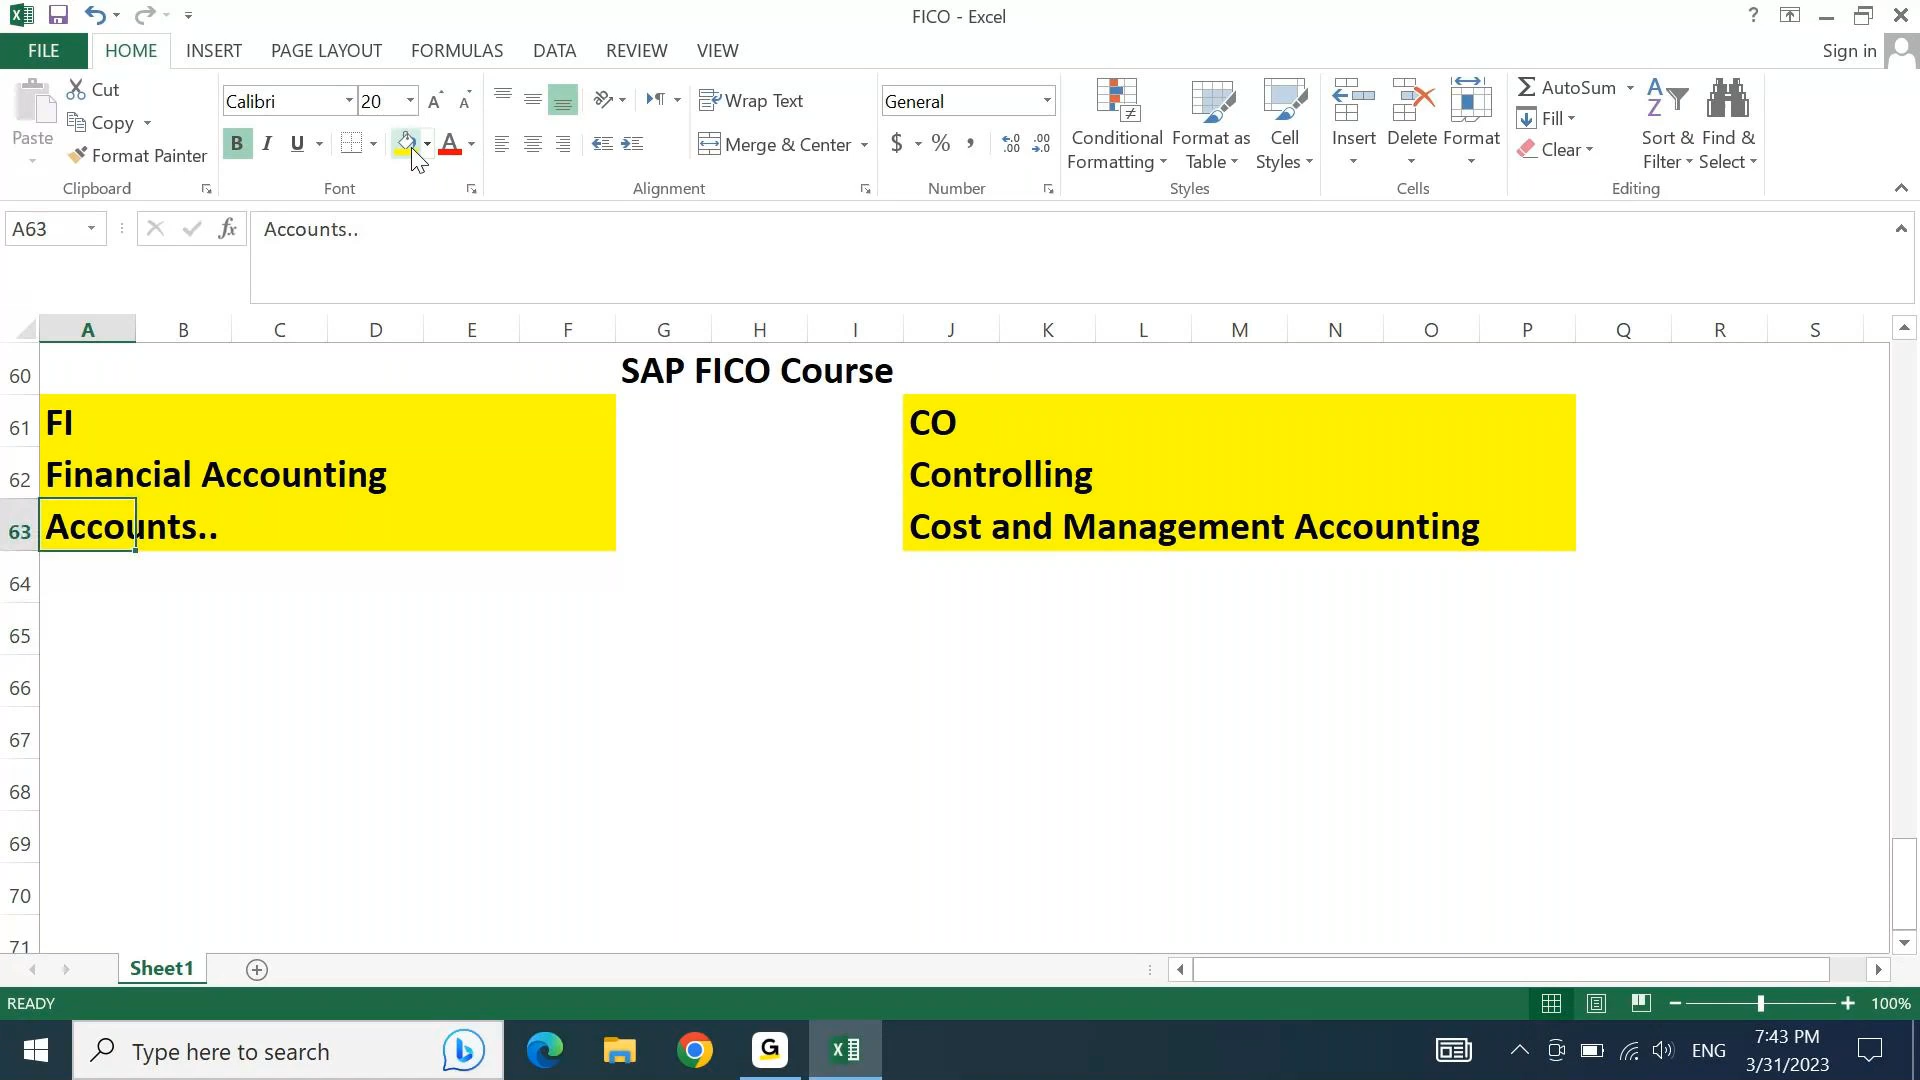 FICO - Excel
?
FILE
HOME
INSERT
PAGE LAYOUT
FORMULAS
DATA
REVIEW
VIEW
Sign in
Paste
Cut
Copy
Format Painter
Clipboard
Calibri
20
B I U
Font
Wrap Text
Merge & Center
Alignment
General
$ % ,
Number
Conditional Formatting
Format as Table
Cell Styles
Styles
Insert
Delete
Format
Cells
AutoSum
Fill
Clear
Sort & Filter
Find & Select
Editing
A63
fx
Accounts..
A B C D E F G H I J K L M N O P Q R S
60 SAP FICO Course
61 FI CO
62 Financial Accounting Controlling
63 Accounts.. Cost and Management Accounting
64
65
66
67
68
69
70
71
Sheet1
READY
100%
Type here to search
ENG
7:43 PM
3/31/2023